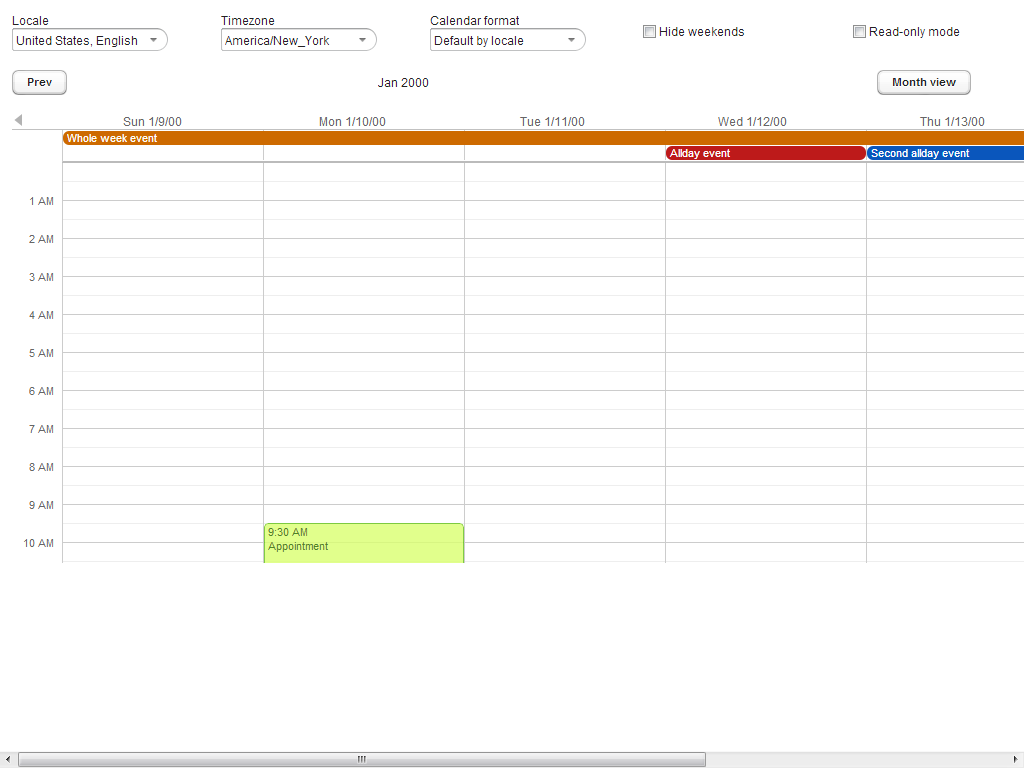 Locale
Timezone
Calendar format
United States, English
America/New_York
Default by locale
Hide weekends
Read-only mode
Prev
Jan 2000
Month view
Sun 1/9/00
Mon 1/10/00
Tue 1/11/00
Wed 1/12/00
Thu 1/13/00
Whole week event
Allday event
Second allday event
1 AM
2 AM
3 AM
4 AM
5 AM
6 AM
7 AM
8 AM
9 AM
9:30 AM
10 AM
Appointment